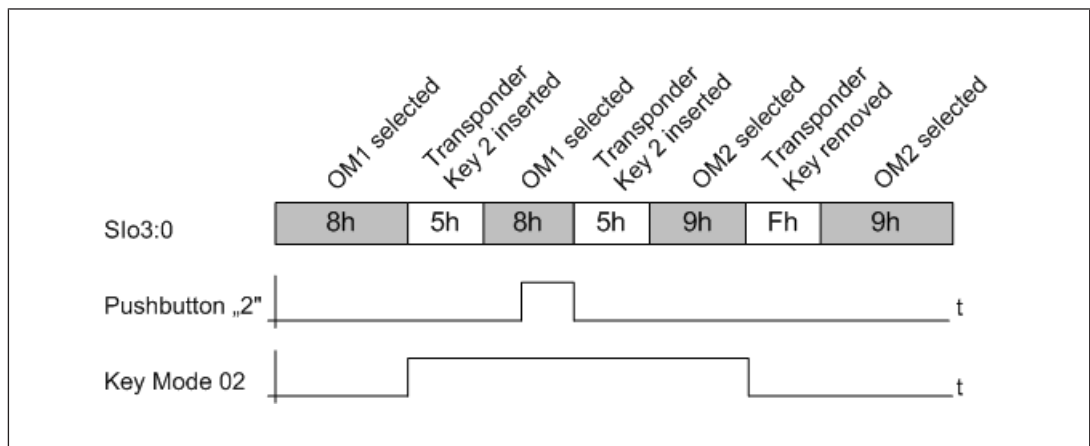 OM1 selected
Transponder
Key 2 inserted
OM1 selected
Transponder
Key 2 inserted
OM2 selected
Transponder
Key removed
OM2 selected
SIo3:0
8h
5h
8h
5h
9h
Fh
9h
Pushbutton „2"
t
Key Mode 02
t